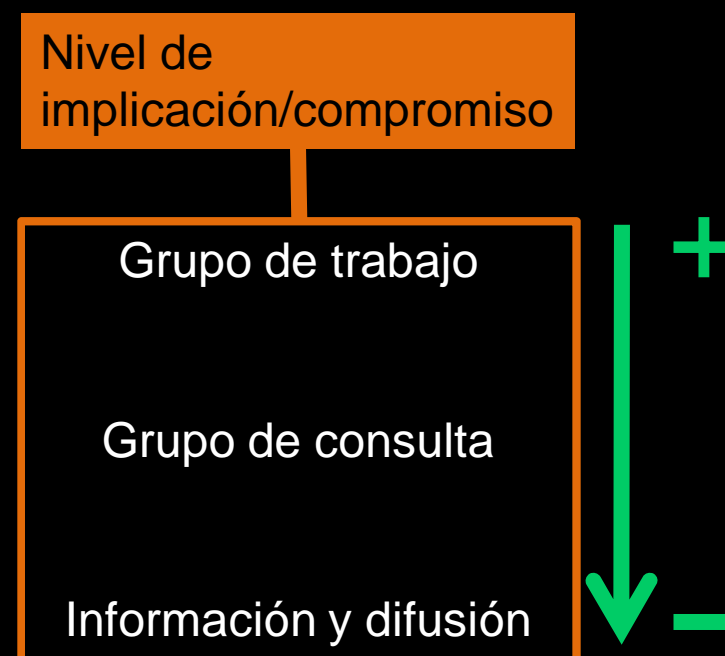 Nivel de
implicación/compromiso
Grupo de trabajo
+
Grupo de consulta
Información y difusión
–